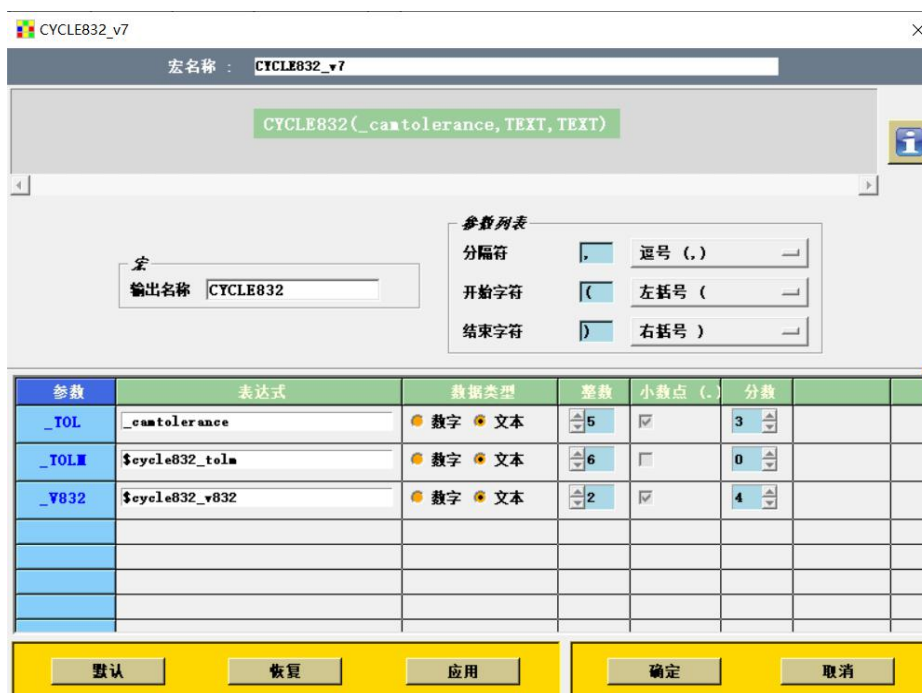 CYCLE832_v7
宏名称 : CYCLE832_v7
CYCLE832(_camtolerance,TEXT,TEXT)
参数列表
分隔符 , 逗号 (,)
宏
输出名称 CYCLE832
开始字符 ( 左括号 (
结束字符 ) 右括号 )
参数 表达式 数据类型 整数 小数点 (.) 分数
_TOL _camtolerance 数字 文本 5 3
_TOLM $cycle832_tolm 数字 文本 6 0
_V832 $cycle832_v832 数字 文本 2 4
默认 恢复 应用 确定 取消